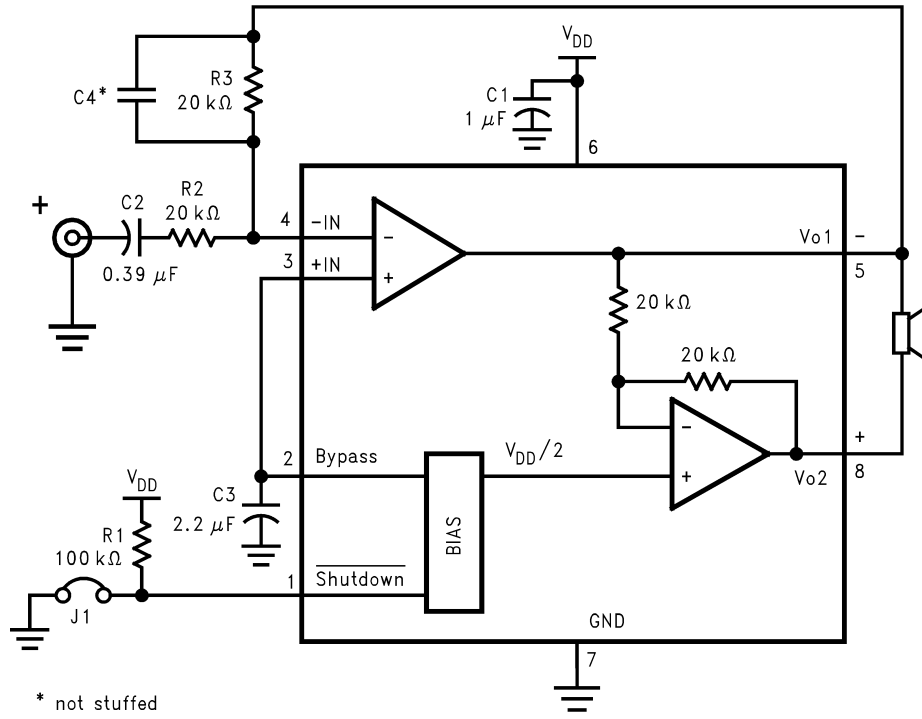 V_DD
R3
20 kΩ
C4*
C1
1 µF
6
+
C2
0.39 µF
R2
20 kΩ
4
-IN
3
+IN
-
+
Vo1
-
5
20 kΩ
20 kΩ
-
+
+
8
Vo2
2
Bypass
V_DD/2
C3
2.2 µF
BIAS
V_DD
R1
100 kΩ
1
Shutdown
J1
GND
7
* not stuffed